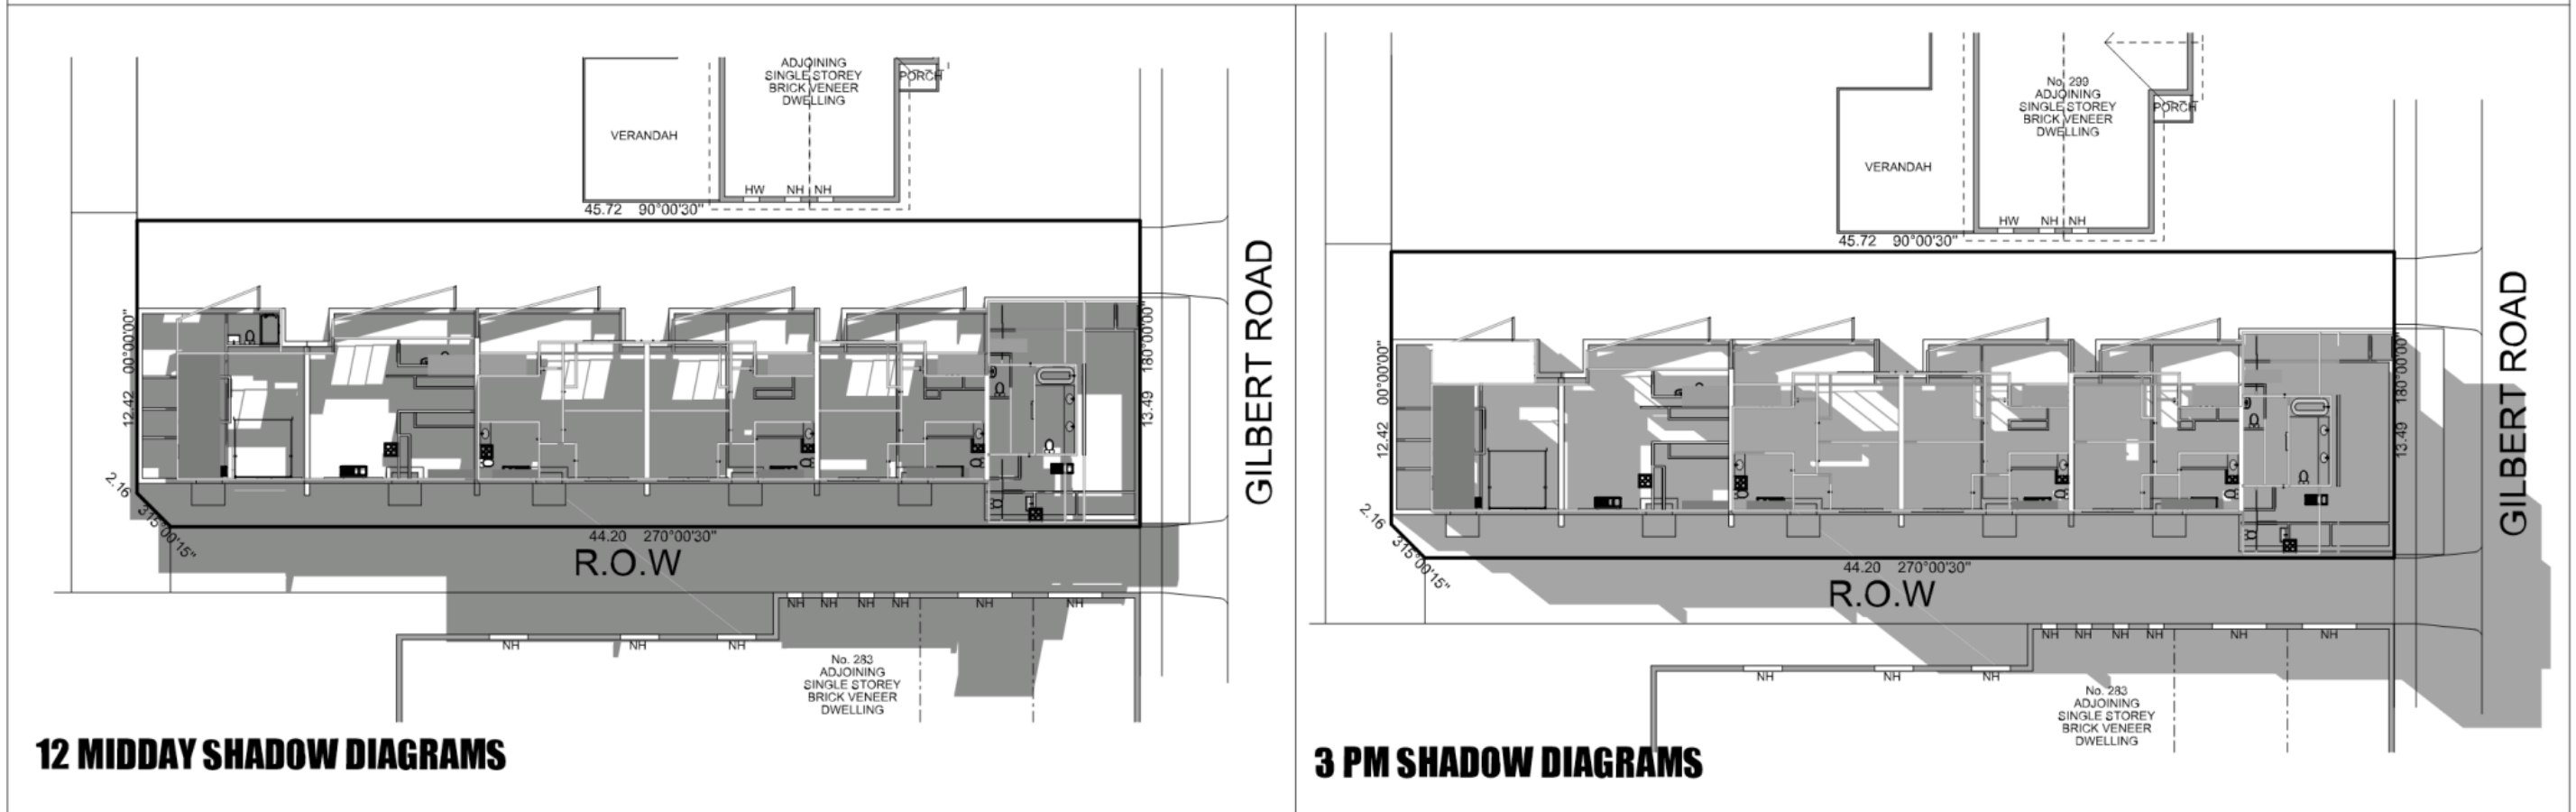 ADJOINING
SINGLE STOREY
BRICK VENEER
DWELLING
PORCH
VERANDAH
HW NH NH
45.72 90°00'30"
00°00'00"
12.42
180°00'00"
13.49
GILBERT ROAD
2.16
315°00'15"
44.20 270°00'30"
R.O.W
NH NH NH NH NH NH
NH NH NH
No. 283
ADJOINING
SINGLE STOREY
BRICK VENEER
DWELLING
12 MIDDAY SHADOW DIAGRAMS
No. 299
ADJOINING
SINGLE STOREY
BRICK VENEER
DWELLING
PORCH
VERANDAH
HW NH NH
45.72 90°00'30"
00°00'00"
12.42
180°00'00"
13.49
GILBERT ROAD
2.16
315°00'15"
44.20 270°00'30"
R.O.W
NH NH NH NH NH NH
NH NH NH
No. 283
ADJOINING
SINGLE STOREY
BRICK VENEER
DWELLING
3 PM SHADOW DIAGRAMS